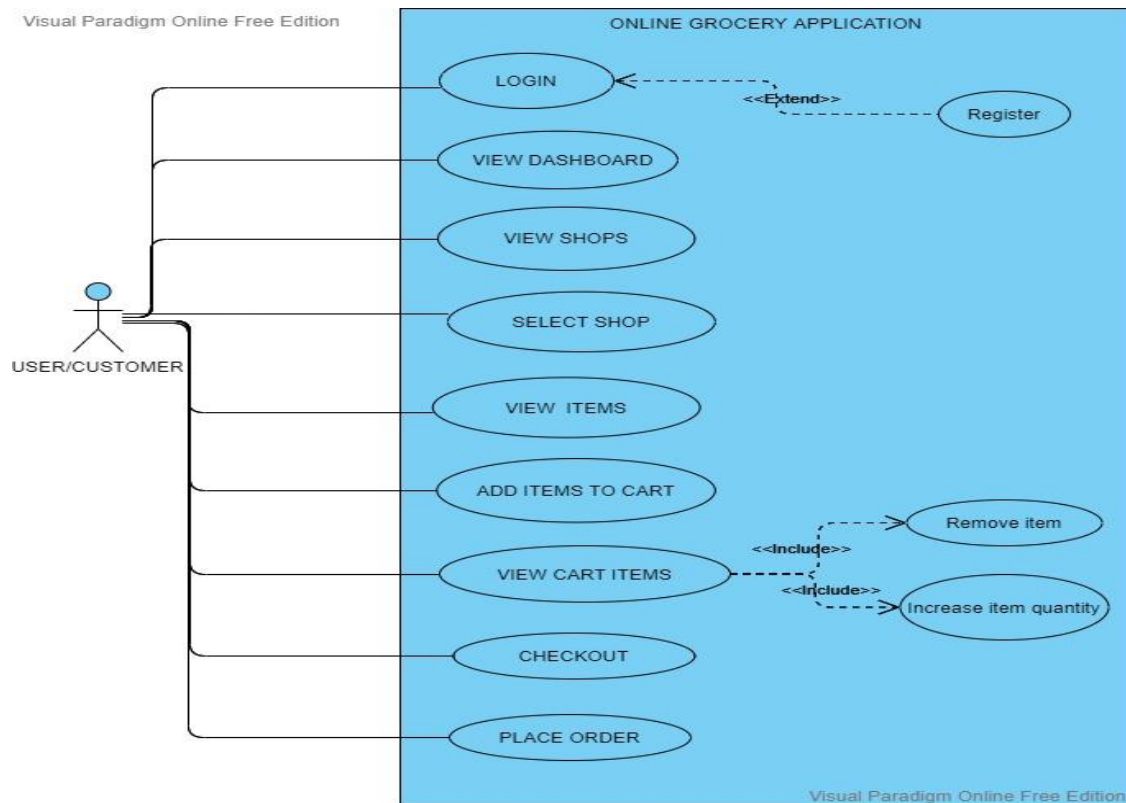 Visual Paradigm Online Free Edition
ONLINE GROCERY APPLICATION
LOGIN
<<Extend>>
Register
VIEW DASHBOARD
VIEW SHOPS
SELECT SHOP
USER/CUSTOMER
VIEW ITEMS
ADD ITEMS TO CART
Remove item
<<Include>>
VIEW CART ITEMS
<<Include>>
Increase item quantity
CHECKOUT
PLACE ORDER
Visual Paradigm Online Free Edition